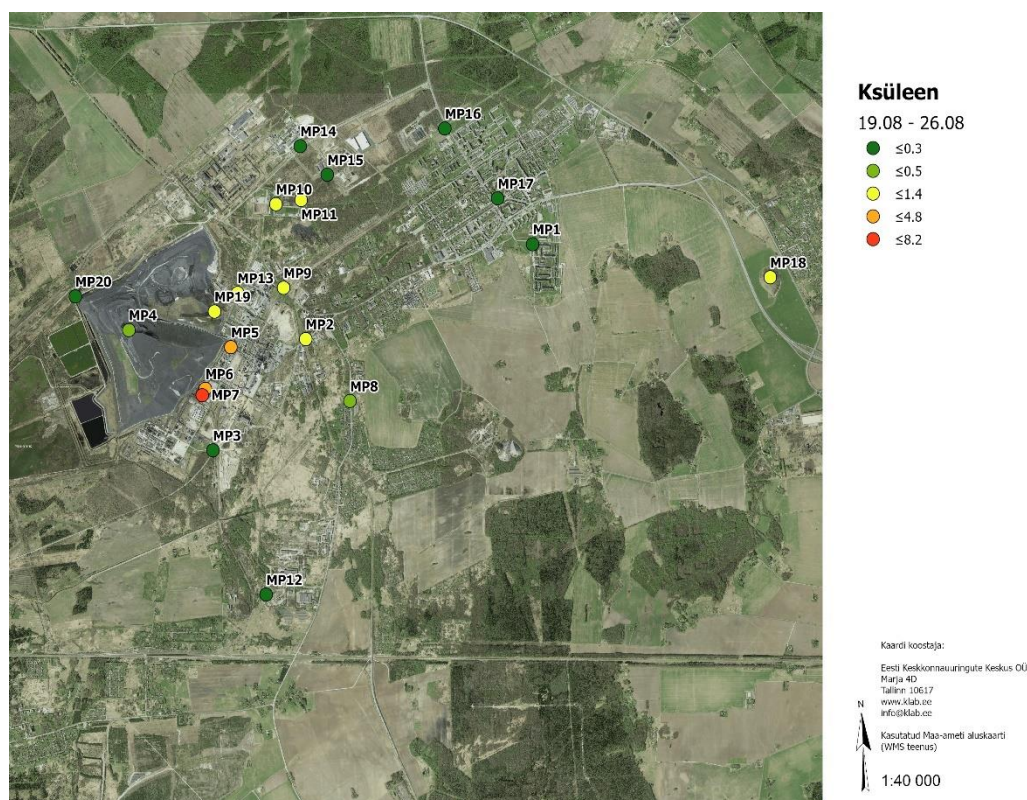 MP16
MP14
MP15
MP17
MP10
MP11
MP1
MP18
MP20
MP13
MP9
MP19
MP4
MP2
MP5
MP6
MP7
MP8
MP3
MP12
Ksüleen
19.08 - 26.08
≤0.3
≤0.5
≤1.4
≤4.8
≤8.2
Kaardi koostaja:
Eesti Keskkonnauuringute Keskus OÜ
Marja 4D
Tallinn 10617
www.klab.ee
info@klab.ee
N
Kasutatud Maa-ameti aluskaarti
(WMS teenus)
1:40 000